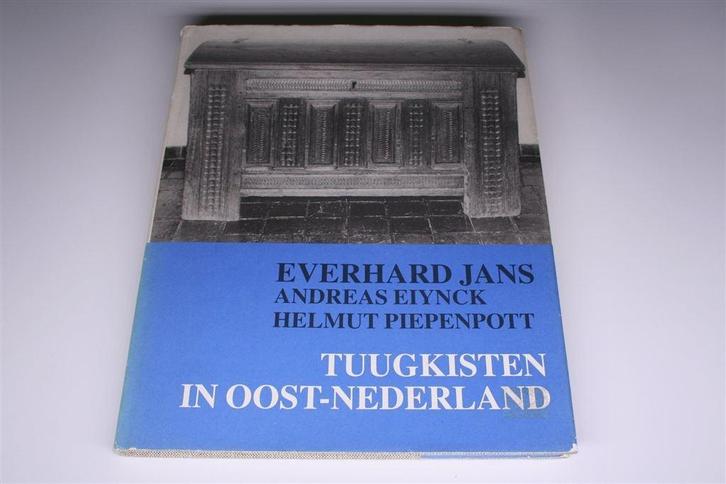 EVERHARD JANS
ANDREAS EIYNCK
HELMUT PIEPENPOTT
TUUGKISTEN
IN OOST-NEDERLAND